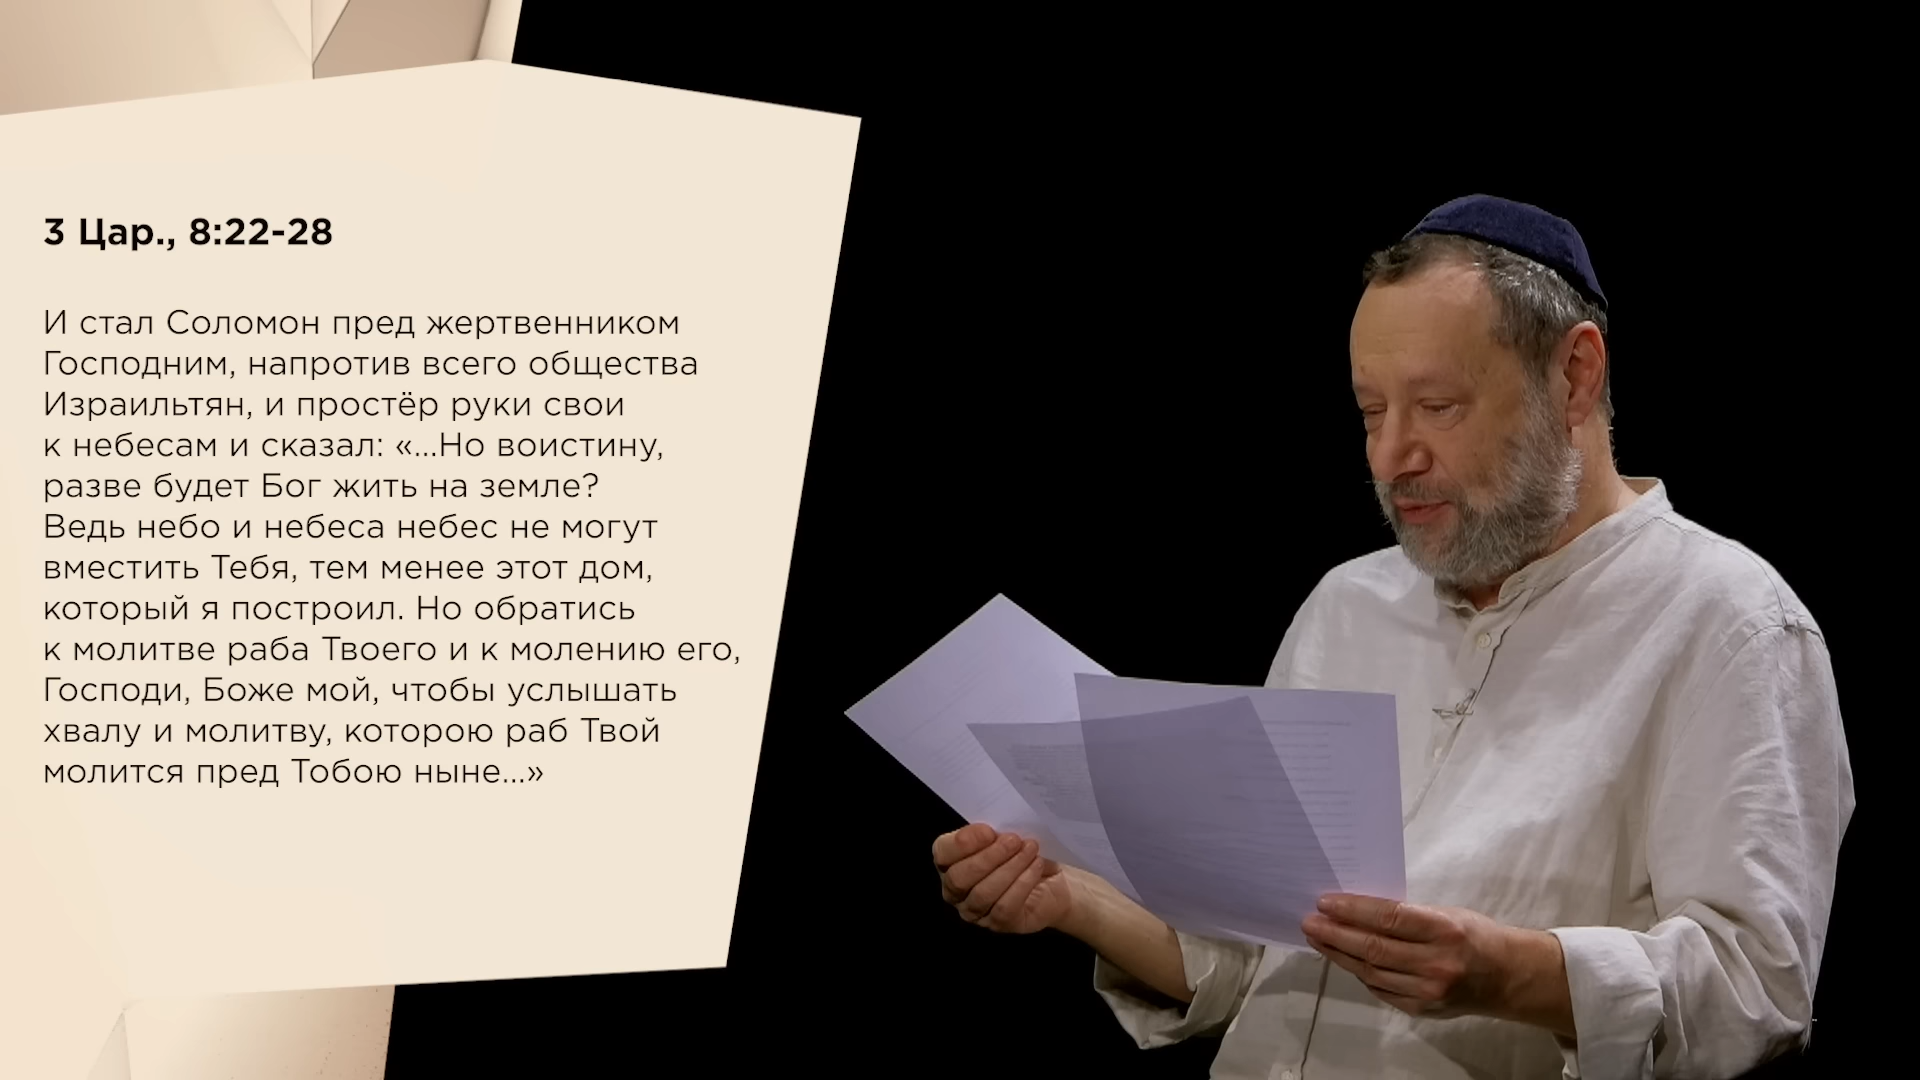 3 Цар., 8:22-28
И стал Соломон пред жертвенником
Господним, напротив всего общества
Израильтян, и простёр руки свои
к небесам и сказал: «...Но воистину,
разве будет Бог жить на земле?
Ведь небо и небеса небес не могут
вместить Тебя, тем менее этот дом,
который я построил. Но обратись
к молитве раба Твоего и к молению его,
Господи, Боже мой, чтобы услышать
хвалу и молитву, которою раб Твой
молится пред Тобою ныне...»